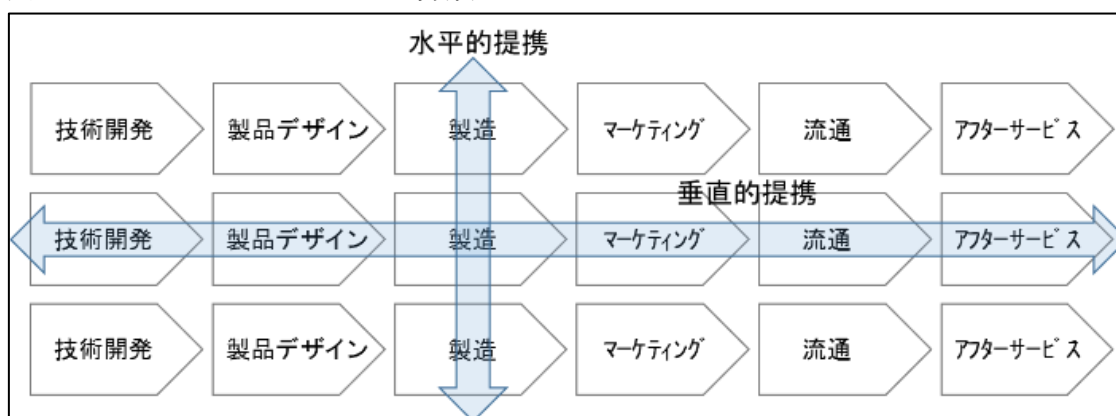 水平的提携
技術開発 製品デザイン 製造 マーケティング 流通 アフターサービス
垂直的提携
技術開発 製品デザイン 製造 マーケティング 流通 アフターサービス
技術開発 製品デザイン 製造 マーケティング 流通 アフターサービス